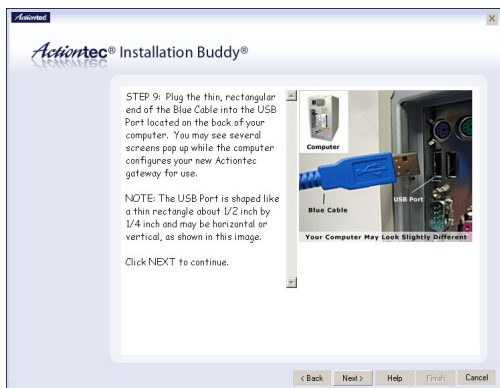 Actiontec
Actiontec® Installation Buddy®
STEP 9: Plug the thin, rectangular
end of the Blue Cable into the USB
Port located on the back of your
computer. You may see several
screens pop up while the computer
configures your new Actiontec
gateway for use.
NOTE: The USB Port is shaped like
a thin rectangle about 1/2 inch by
1/4 inch and may be horizontal or
vertical, as shown in this image.
Click NEXT to continue.
Computer
USB Port
Blue Cable
Your Computer May Look Slightly Different
< Back
Next >
Help
Finish
Cancel